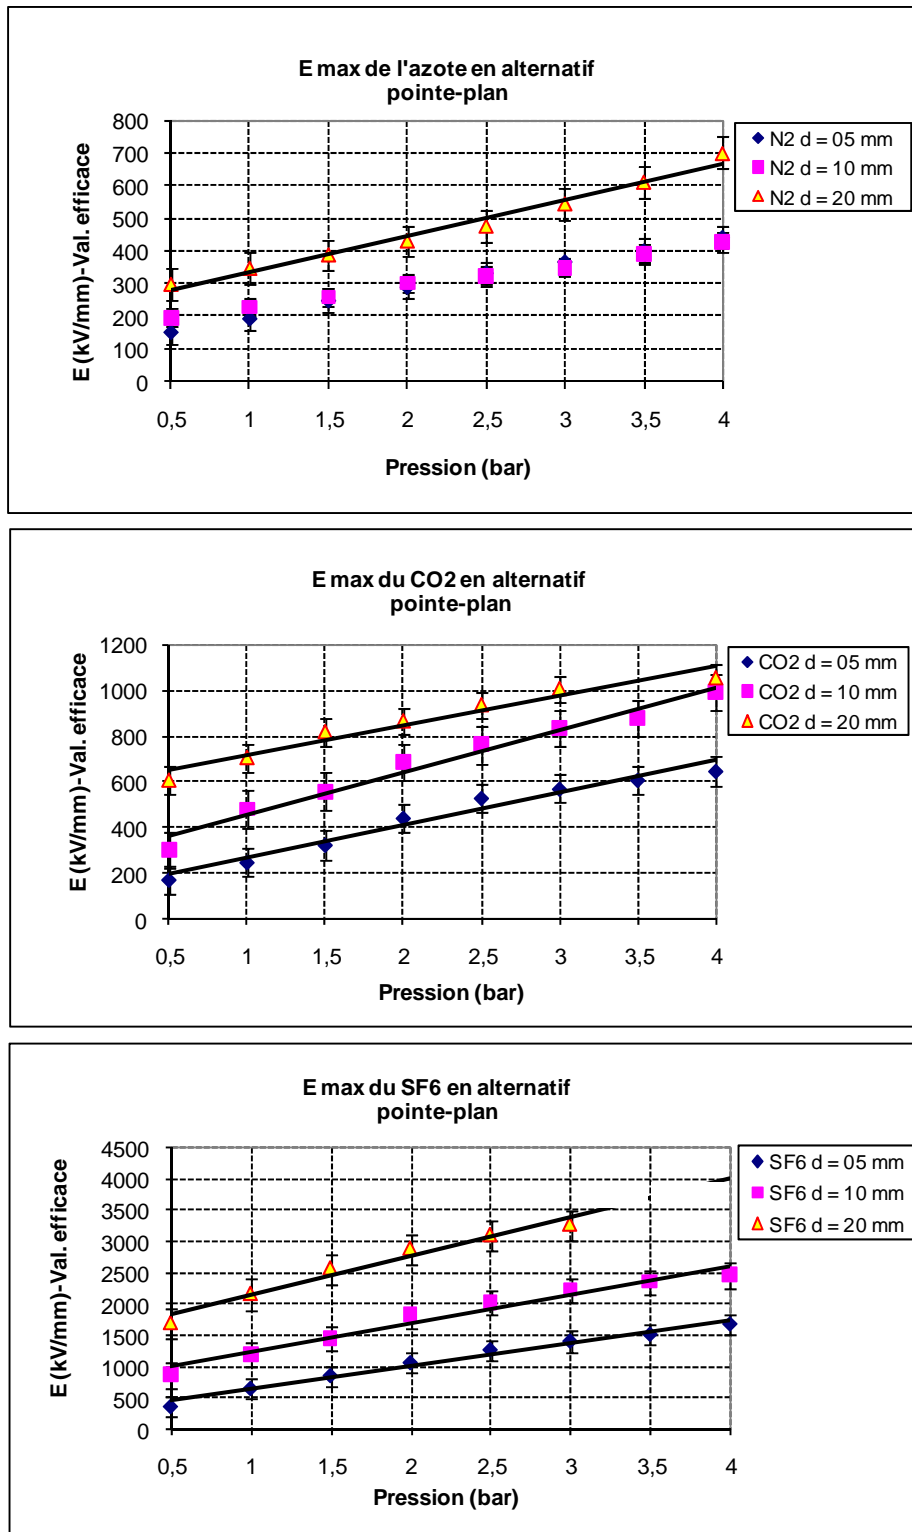 E max de l'azote en alternatif
pointe-plan
E (kV/mm)-Val. efficace
800
700
600
500
400
300
200
100
0
0,5 1 1,5 2 2,5 3 3,5 4
Pression (bar)
N2 d = 05 mm
N2 d = 10 mm
N2 d = 20 mm
E max du CO2 en alternatif
pointe-plan
E (kV/mm)-Val. efficace
1200
1000
800
600
400
200
0
0,5 1 1,5 2 2,5 3 3,5 4
Pression (bar)
CO2 d = 05 mm
CO2 d = 10 mm
CO2 d = 20 mm
E max du SF6 en alternatif
pointe-plan
E (kV/mm)-Val. efficace
4500
4000
3500
3000
2500
2000
1500
1000
500
0
0,5 1 1,5 2 2,5 3 3,5 4
Pression (bar)
SF6 d = 05 mm
SF6 d = 10 mm
SF6 d = 20 mm